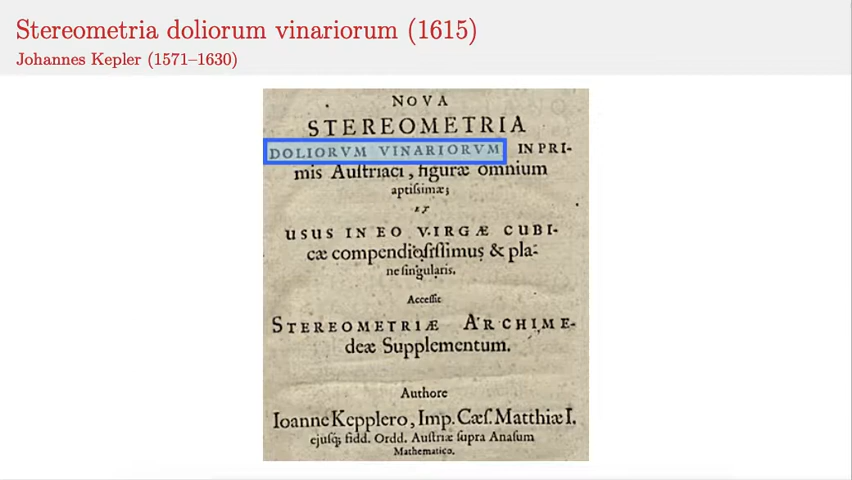 Stereometria doliorum vinariorum (1615)
Johannes Kepler (1571–1630)
NOVA
STEREOMETRIA
DOLIORVM VINARIORVM IN PRI-
mis Auſtriaci, figuræ omnium
aptiſsimæ;
ET
USUS IN EO VIRGÆ CUBI-
cæ compendioſiſſimus & pla-
ne ſingularis.
Acceſſit
STEREOMETRIÆ ARCHIME-
deæ Supplementum.
Authore
Ioanne Kepplero, Imp. Cæſ. Matthiæ I.
ejuſq; fidd. Ordd. Auſtriæ ſupra Anaſum
Mathematico.